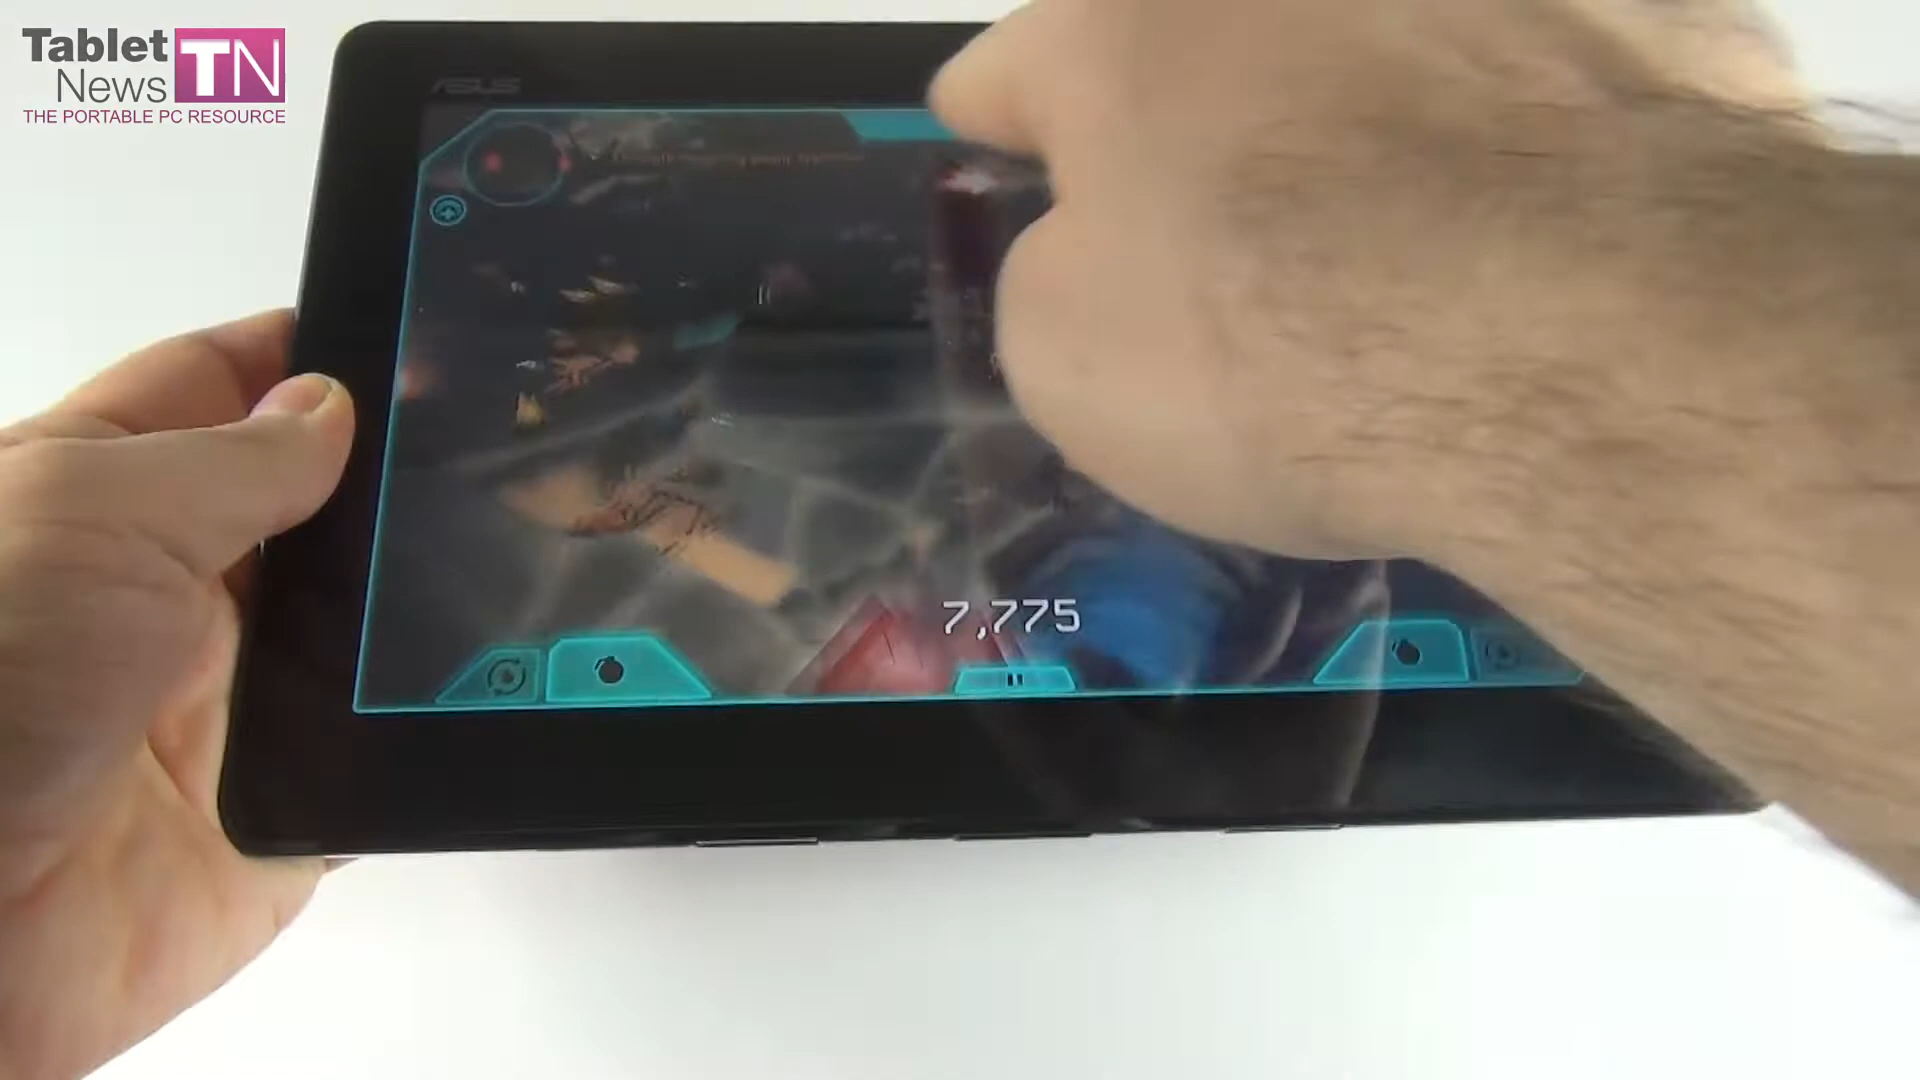 Tablet
News TN
THE PORTABLE PC RESOURCE
ASUS
7,775